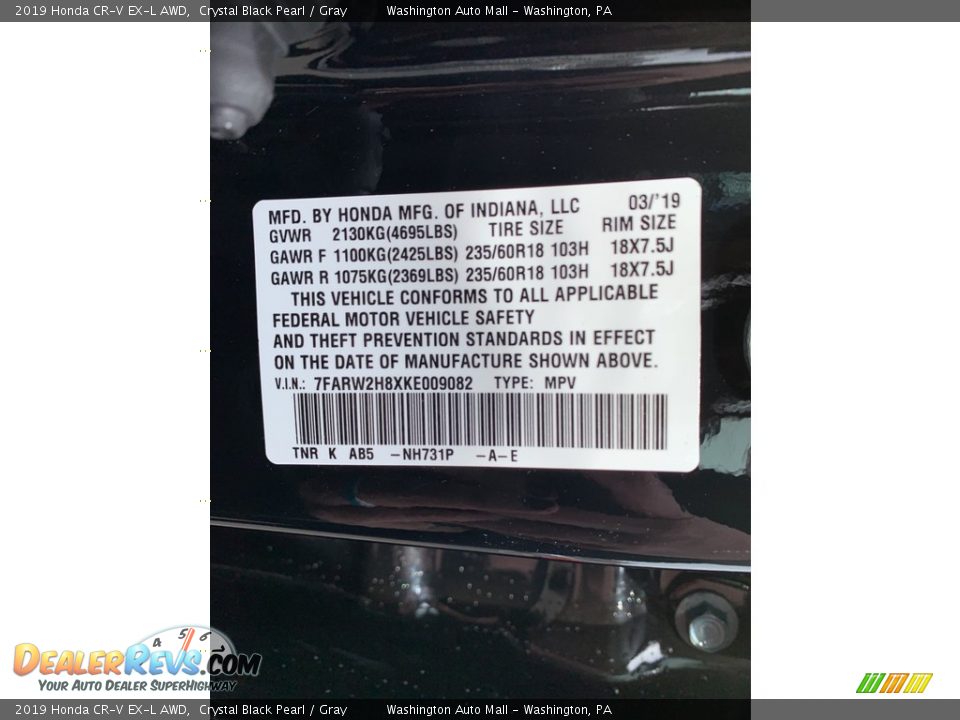 2019 Honda CR-V EX-L AWD, Crystal Black Pearl / Gray Washington Auto Mall - Washington, PA
MFD. BY HONDA MFG. OF INDIANA, LLC 03/'19
GVWR 2130KG(4695LBS) TIRE SIZE RIM SIZE
GAWR F 1100KG(2425LBS) 235/60R18 103H 18X7.5J
GAWR R 1075KG(2369LBS) 235/60R18 103H 18X7.5J
THIS VEHICLE CONFORMS TO ALL APPLICABLE
FEDERAL MOTOR VEHICLE SAFETY
AND THEFT PREVENTION STANDARDS IN EFFECT
ON THE DATE OF MANUFACTURE SHOWN ABOVE.
V.I.N.: 7FARW2H8XKE009082 TYPE: MPV
TNR K AB5 -NH731P -A-E
4 5 6
DEALERREVS.COM
YOUR AUTO DEALER SUPERHIGHWAY
2019 Honda CR-V EX-L AWD, Crystal Black Pearl / Gray Washington Auto Mall - Washington, PA